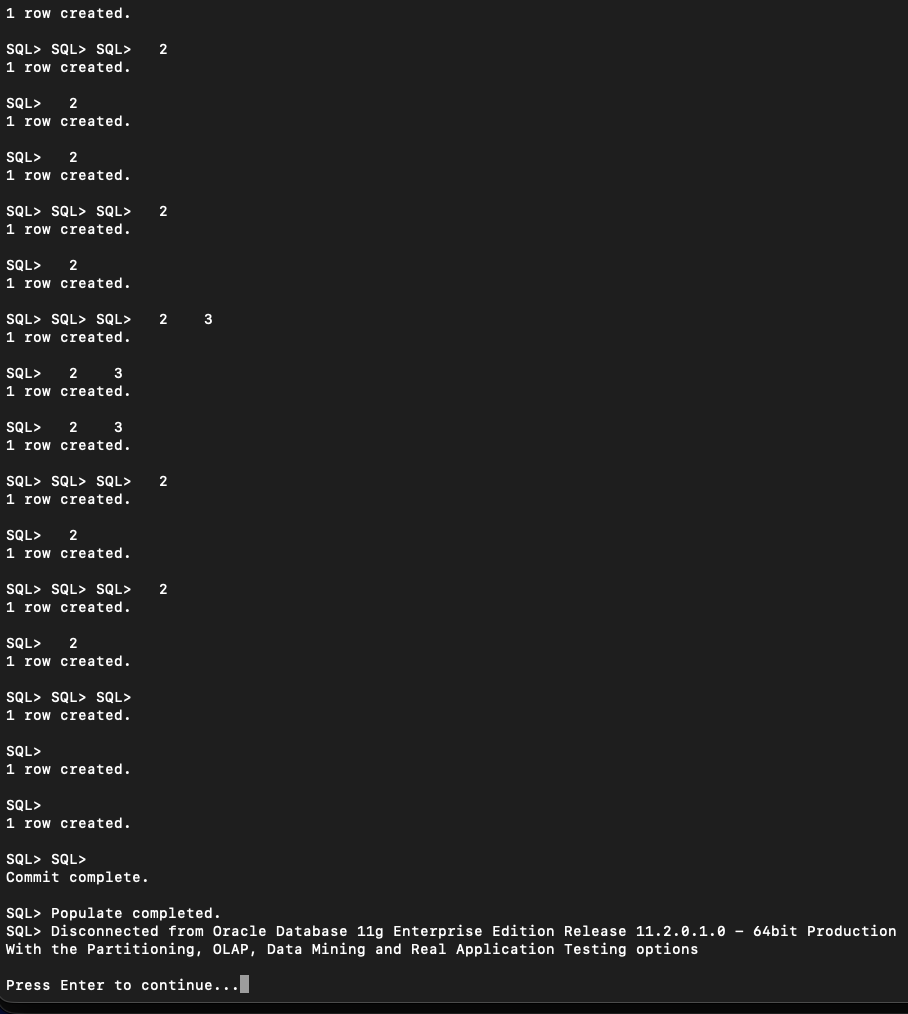 1 row created.
SQL> SQL> SQL>   2
1 row created.
SQL>   2
1 row created.
SQL>   2
1 row created.
SQL> SQL> SQL>   2
1 row created.
SQL>   2
1 row created.
SQL> SQL> SQL>   2    3
1 row created.
SQL>   2    3
1 row created.
SQL>   2    3
1 row created.
SQL> SQL> SQL>   2
1 row created.
SQL>   2
1 row created.
SQL> SQL> SQL>   2
1 row created.
SQL>   2
1 row created.
SQL> SQL> SQL>
1 row created.
SQL>
1 row created.
SQL>
1 row created.
SQL> SQL>
Commit complete.
SQL> Populate completed.
SQL> Disconnected from Oracle Database 11g Enterprise Edition Release 11.2.0.1.0 - 64bit Production
With the Partitioning, OLAP, Data Mining and Real Application Testing options
Press Enter to continue...